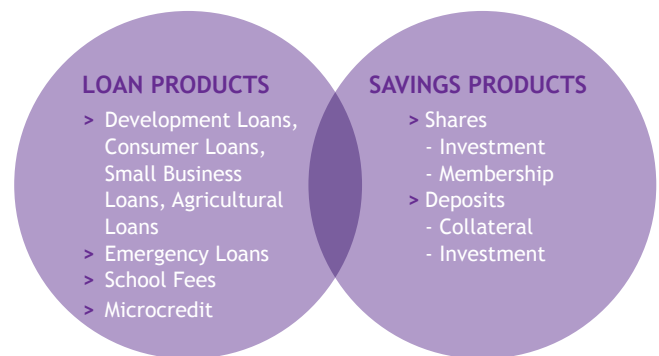 LOAN PRODUCTS
> Development Loans,
Consumer Loans,
Small Business
Loans, Agricultural
Loans
> Emergency Loans
> School Fees
> Microcredit
SAVINGS PRODUCTS
> Shares
- Investment
- Membership
> Deposits
- Collateral
- Investment